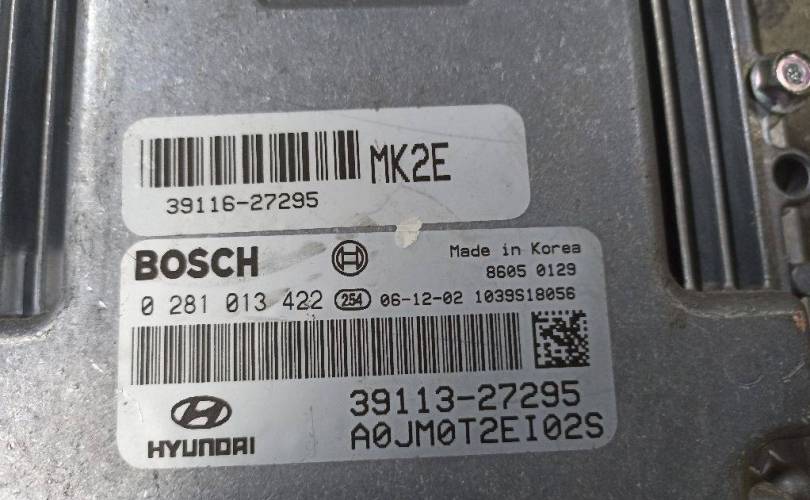 MK2E
39116-27295
BOSCH
Made in Korea
8605 0129
0 281 013 422 254 06-12-02 1039S18056
39113-27295
HYUNDAI
A0JM0T2EI02S